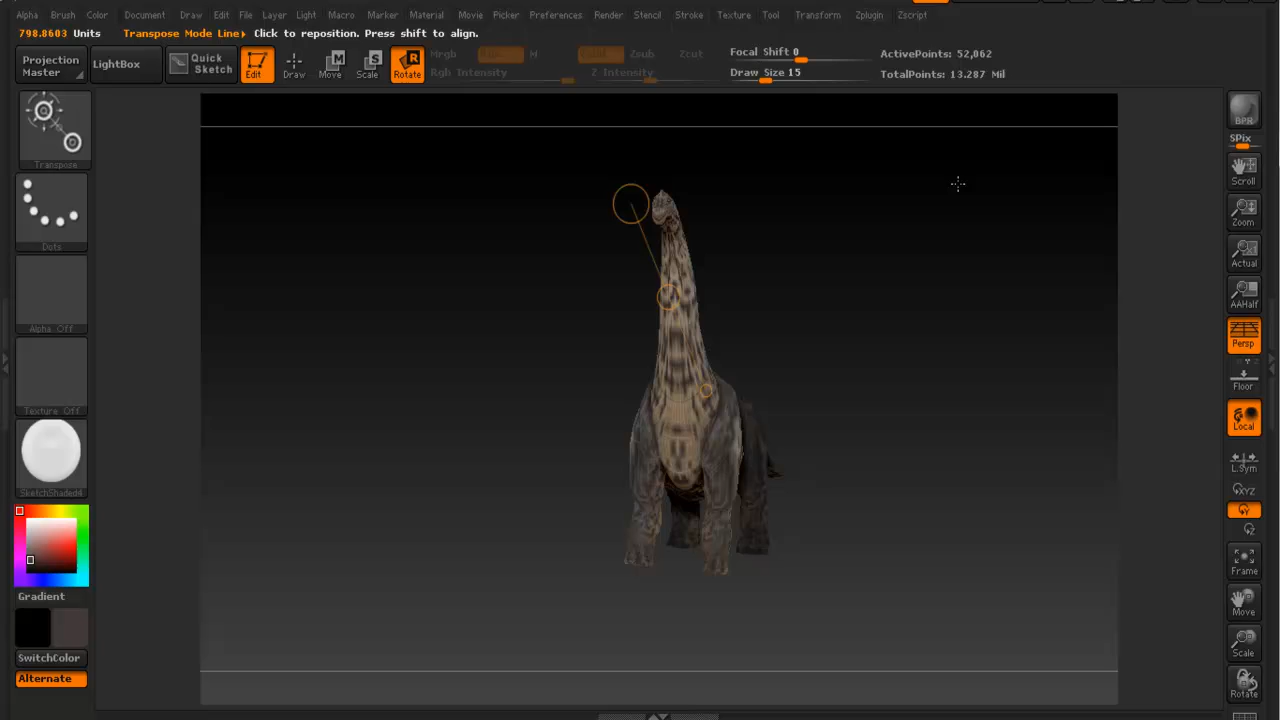 Alpha Brush Color Document Draw Edit File Layer Light Macro Marker Material Movie Picker Preferences Render Stencil Stroke Texture Tool Transform Zplugin Zscript
798.8603 Units Transpose Mode Line▸ Click to reposition. Press shift to align.
Projection Master
LightBox
Quick Sketch
Edit
Draw
Move
Scale
Rotate
Mrgb
M
Rgb Intensity
Zsub
Zcut
Z Intensity
Focal Shift 0
Draw Size 15
ActivePoints: 52,062
TotalPoints: 13.287 Mil
Transpose
Dots
Alpha Off
Texture Off
SketchShaded4
Gradient
SwitchColor
Alternate
BPR
SPix
Scroll
Zoom
Actual
AAHalf
Persp
Floor
Local
L.Sym
XYZ
Y
Z
Frame
Move
Scale
Rotate